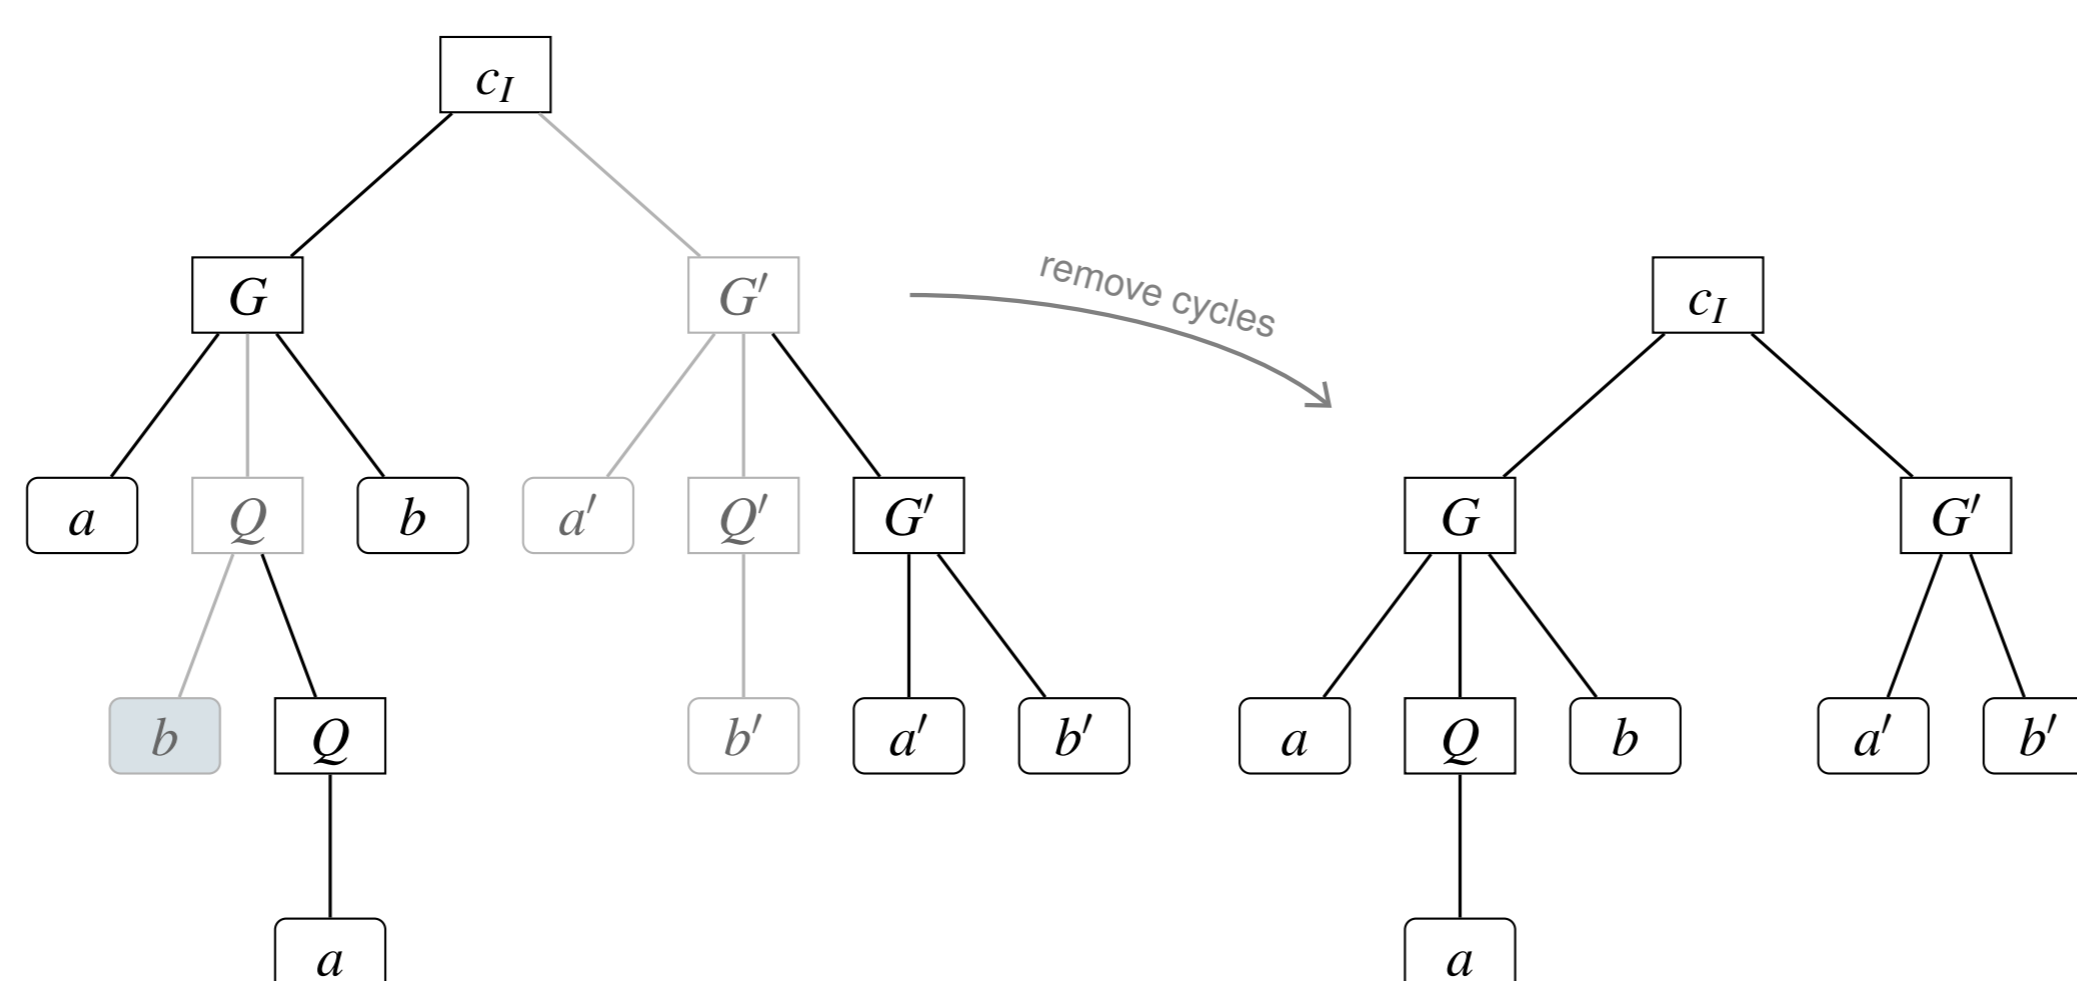 c_I
G G′ remove cycles c_I
a Q b a′ Q′ G′ G G′
b Q b′ a′ b′ a Q b a′ b′
a a